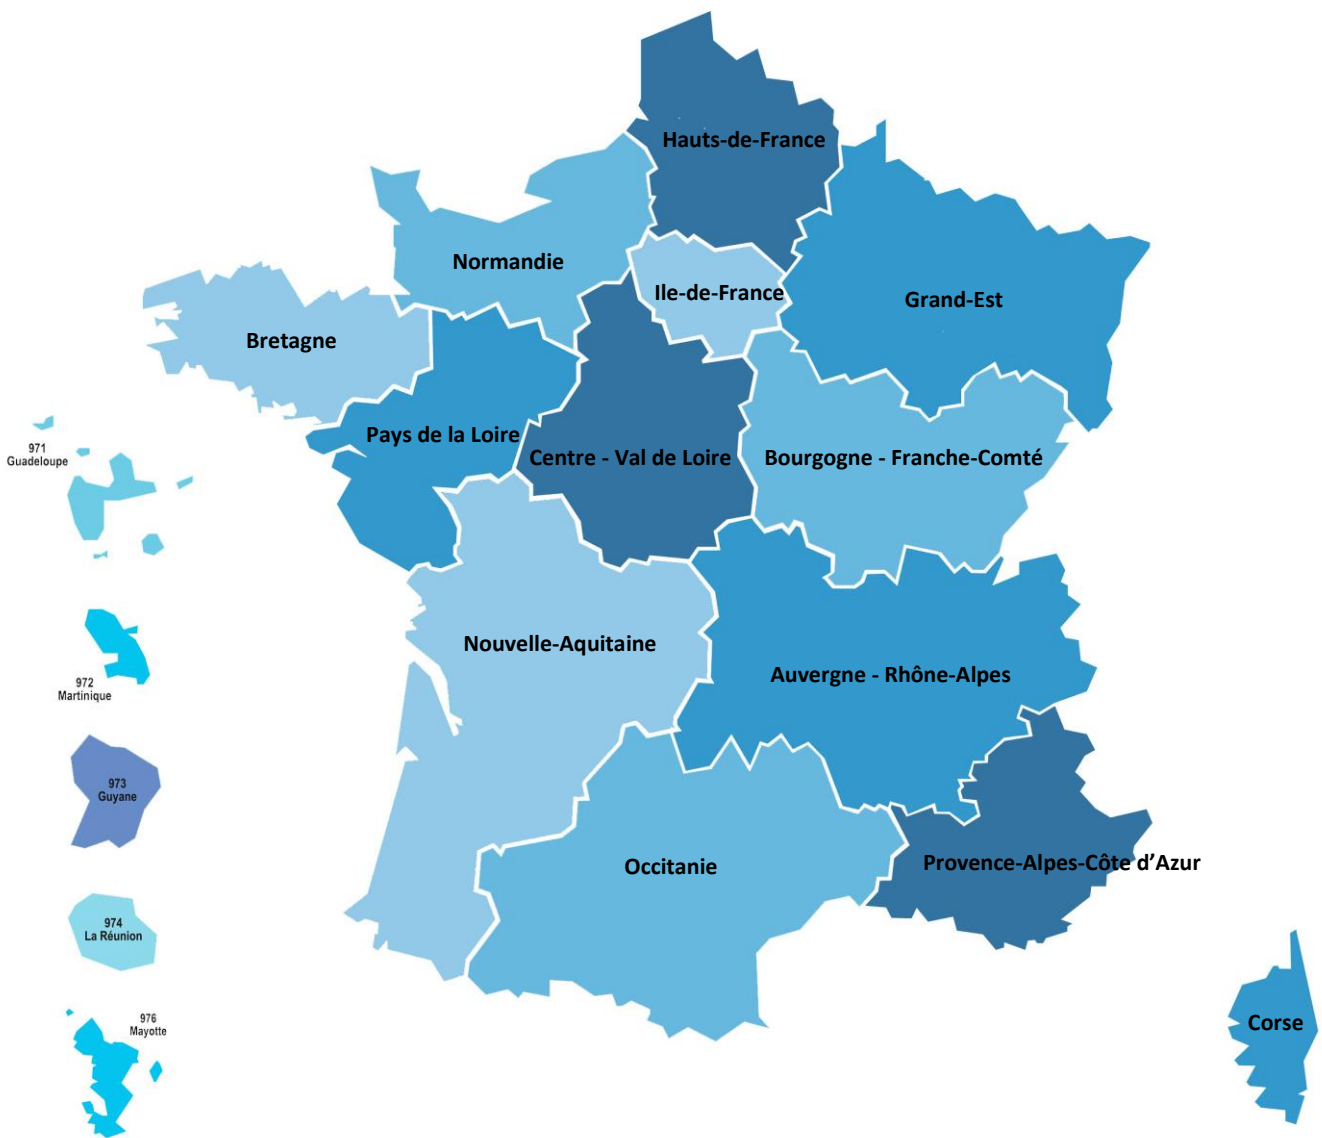 Hauts-de-France
Normandie
Ile-de-France
Grand-Est
Bretagne
Pays de la Loire
Centre - Val de Loire
Bourgogne - Franche-Comté
971
Guadeloupe
Nouvelle-Aquitaine
Auvergne - Rhône-Alpes
972
Martinique
973
Guyane
Occitanie
Provence-Alpes-Côte d’Azur
974
La Réunion
976
Mayotte
Corse